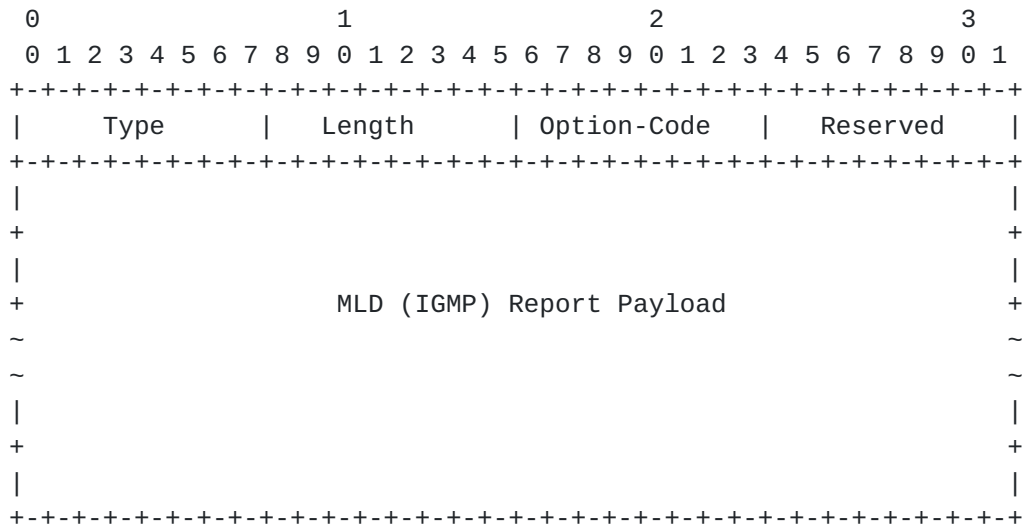 0                   1                   2                   3
0 1 2 3 4 5 6 7 8 9 0 1 2 3 4 5 6 7 8 9 0 1 2 3 4 5 6 7 8 9 0 1
+-+-+-+-+-+-+-+-+-+-+-+-+-+-+-+-+-+-+-+-+-+-+-+-+-+-+-+-+-+-+-+-+
|     Type      |   Length      | Option-Code   |   Reserved    |
+-+-+-+-+-+-+-+-+-+-+-+-+-+-+-+-+-+-+-+-+-+-+-+-+-+-+-+-+-+-+-+-+
|                                                               |
+                                                               +
|                                                               |
+                    MLD (IGMP) Report Payload                  +
~                                                               ~
~                                                               ~
|                                                               |
+                                                               +
|                                                               |
+-+-+-+-+-+-+-+-+-+-+-+-+-+-+-+-+-+-+-+-+-+-+-+-+-+-+-+-+-+-+-+-+